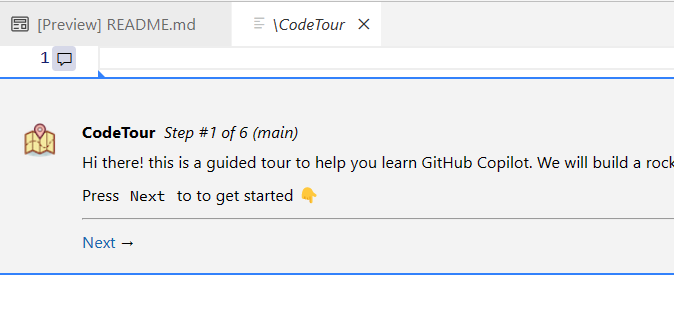 [Preview] README.md
\CodeTour
1
CodeTour Step #1 of 6 (main)
Hi there! this is a guided tour to help you learn GitHub Copilot. We will build a rock
Press Next to to get started 👇
Next →